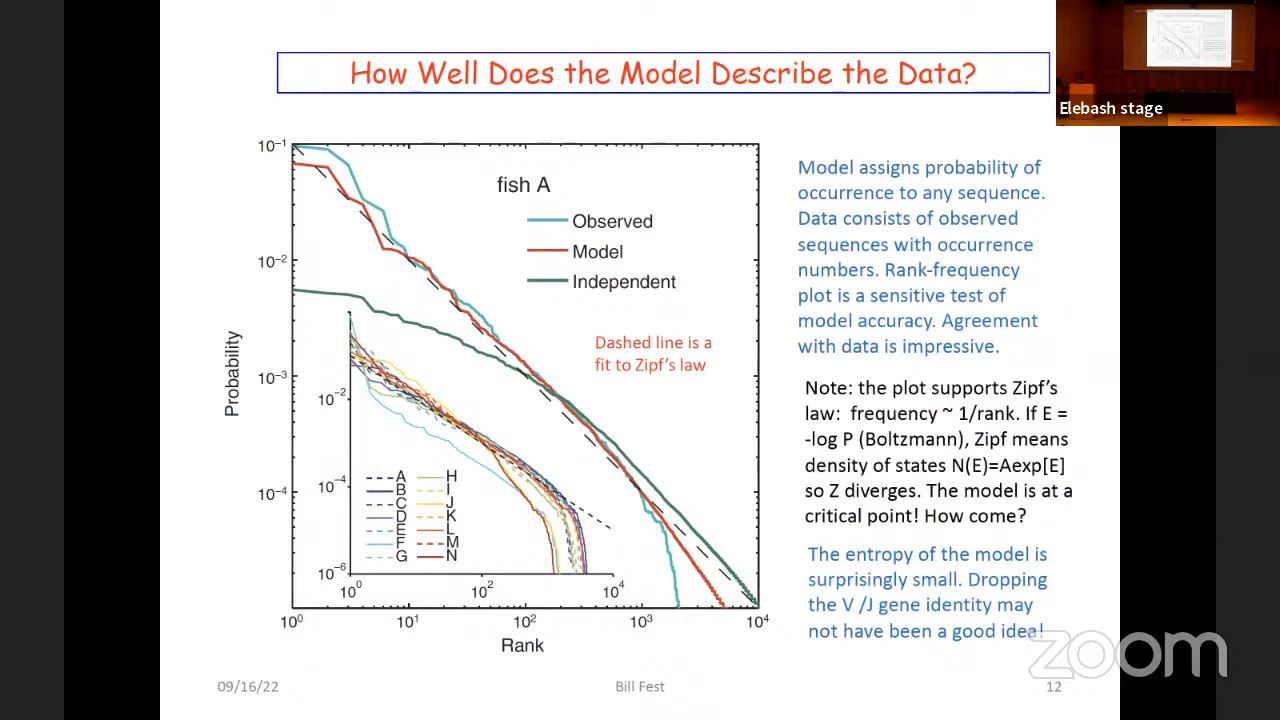 How Well Does the Model Describe the Data?
Elebash stage
10⁻¹
10⁻²
10⁻³
10⁻⁴
Probability
fish A
Observed
Model
Independent
Dashed line is a
fit to Zipf's law
10⁻²
10⁻⁴
10⁻⁶
A
B
C
D
E
F
G
H
I
J
K
L
M
N
10⁰
10²
10⁴
10⁰
10¹
10²
10³
10⁴
Rank
Model assigns probability of
occurrence to any sequence.
Data consists of observed
sequences with occurrence
numbers. Rank-frequency
plot is a sensitive test of
model accuracy. Agreement
with data is impressive.
Note: the plot supports Zipf's
law: frequency ~ 1/rank. If E =
-log P (Boltzmann), Zipf means
density of states N(E)=Aexp[E]
so Z diverges. The model is at a
critical point! How come?
The entropy of the model is
surprisingly small. Dropping
the V /J gene identity may
not have been a good idea!
zoom
09/16/22
Bill Fest
12